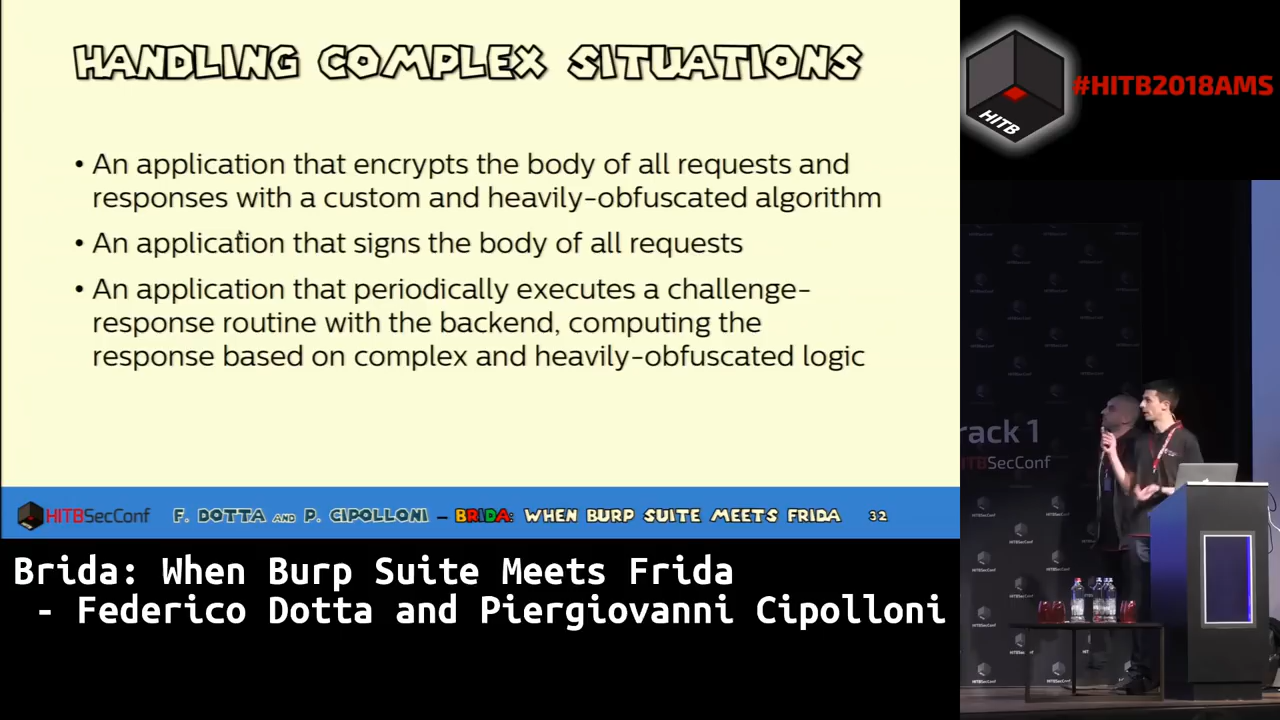 HANDLING COMPLEX SITUATIONS
• An application that encrypts the body of all requests and
responses with a custom and heavily-obfuscated algorithm
• An application that signs the body of all requests
• An application that periodically executes a challenge-
response routine with the backend, computing the
response based on complex and heavily-obfuscated logic
HITBSecConf F. DOTTA AND P. CIPOLLONI – BRIDA: WHEN BURP SUITE MEETS FRIDA 32
Brida: When Burp Suite Meets Frida
- Federico Dotta and Piergiovanni Cipolloni
HITB
#HITB2018AMS
rack 1
HITBSecConf